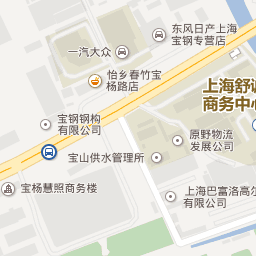 东风日产上海
宝钢专营店
一汽大众
怡乡春竹宝
杨路店
上海舒
商务中心
宝钢钢构
有限公司
原野物流
发展公司
宝山供水管理所
宝杨慧照商务楼
上海巴富洛高尔
有限公司